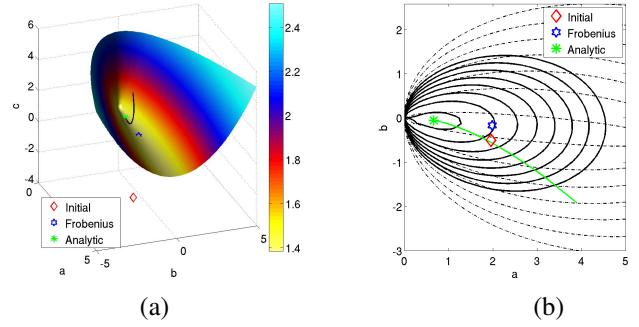 6
4
2
0
-2
-4
c
0
a
5
-5
0
b
5
Initial
Frobenius
Analytic
2.4
2.2
2
1.8
1.6
1.4
(a)
2
1
0
-1
-2
-3
b
0 1 2 3 4 5
a
Initial
Frobenius
Analytic
(b)